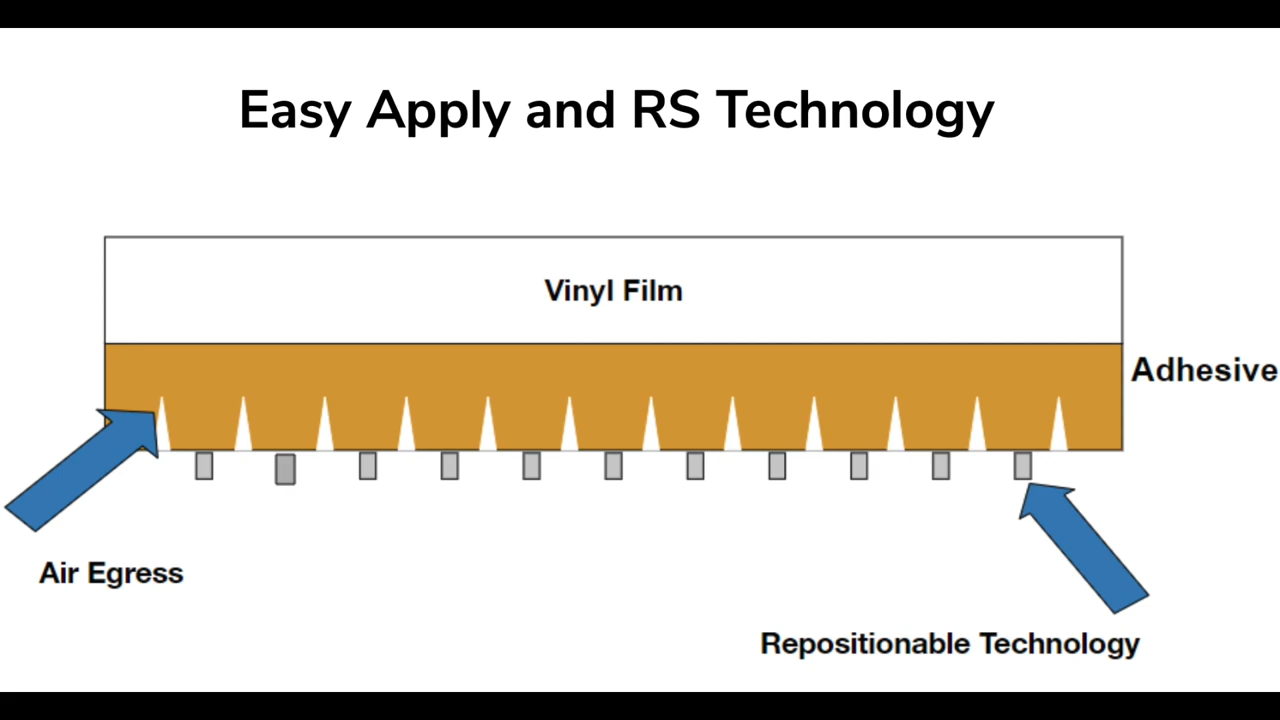 Easy Apply and RS Technology
Vinyl Film
Adhesive
Air Egress
Repositionable Technology